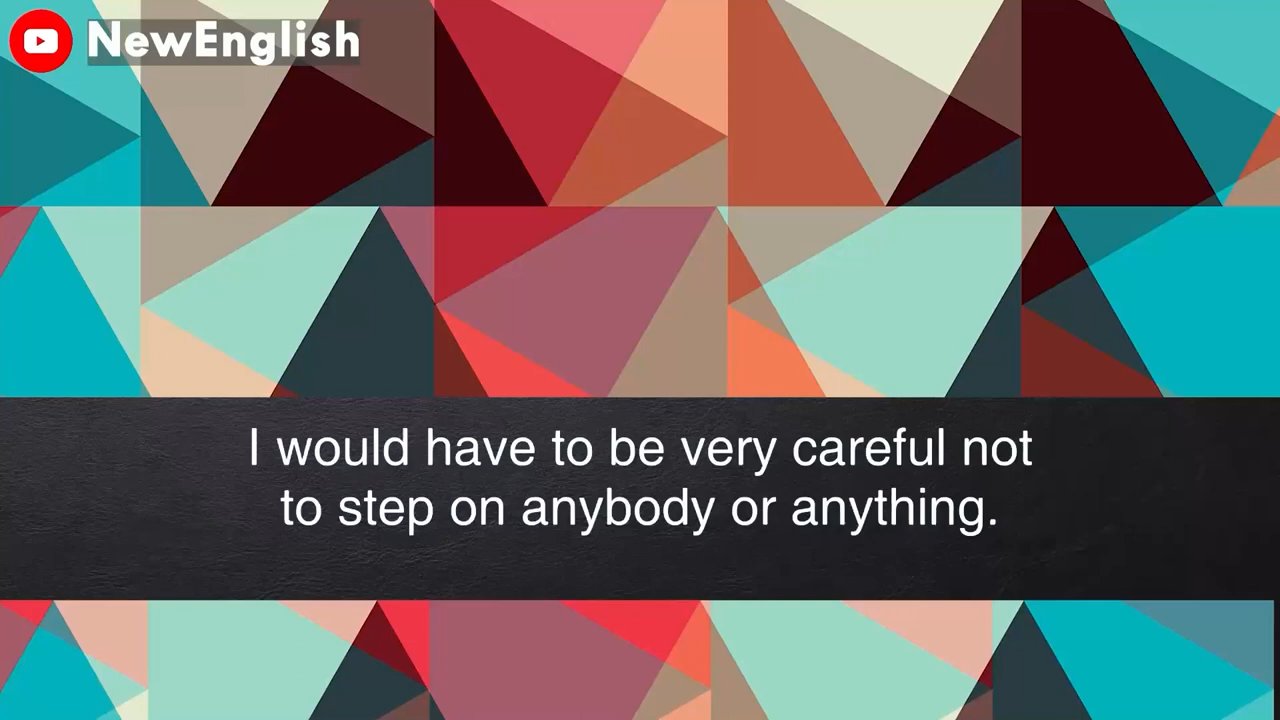 NewEnglish
I would have to be very careful not
to step on anybody or anything.